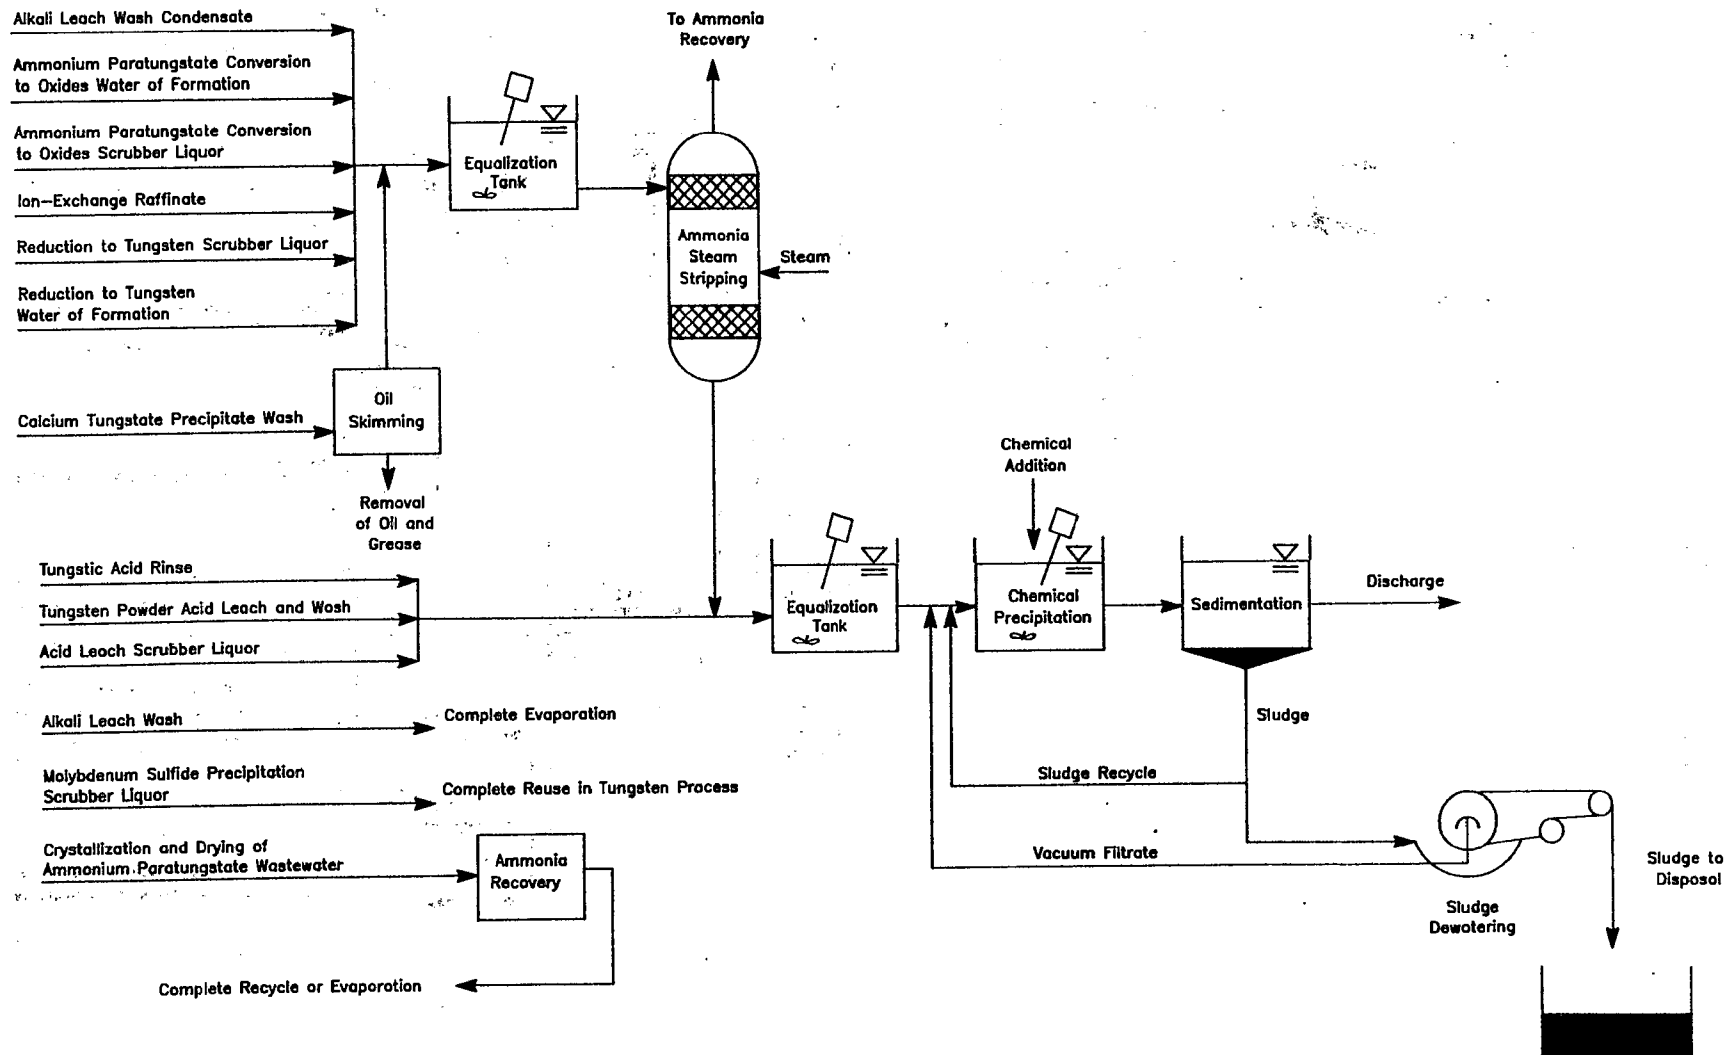 Alkali Leach Wash Condensate
Ammonium Paratungstate Conversion
to Oxides Water of Formation
Ammonium Paratungstate Conversion
to Oxides Scrubber Liquor
Ion-Exchange Raffinate
Reduction to Tungsten Scrubber Liquor
Reduction to Tungsten
Water of Formation
Calcium Tungstate Precipitate Wash
Oil
Skimming
Removal
of Oil and
Grease
Equalization
Tank
To Ammonia
Recovery
Ammonia
Steam
Stripping
Steam
Tungstic Acid Rinse
Tungsten Powder Acid Leach and Wash
Acid Leach Scrubber Liquor
Equalization
Tank
Chemical
Addition
Chemical
Precipitation
Sedimentation
Discharge
Sludge
Sludge Recycle
Vacuum Filtrate
Sludge
Dewatering
Sludge to
Disposal
Alkali Leach Wash
Complete Evaporation
Molybdenum Sulfide Precipitation
Scrubber Liquor
Complete Reuse in Tungsten Process
Crystallization and Drying of
Ammonium Paratungstate Wastewater
Ammonia
Recovery
Complete Recycle or Evaporation